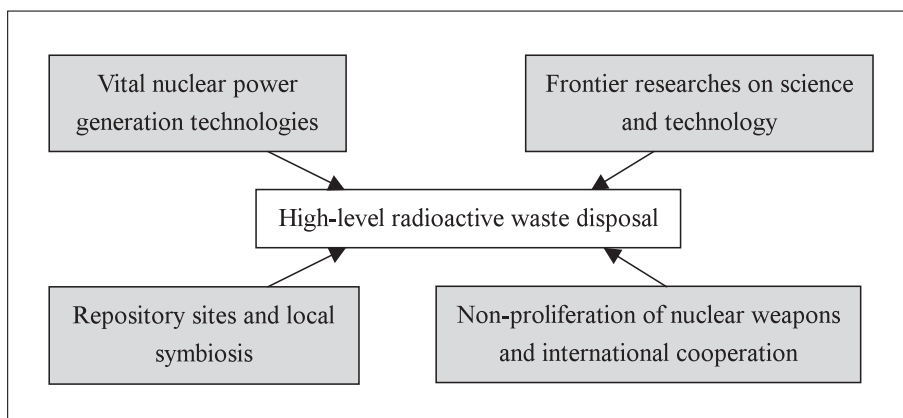 Vital nuclear power
generation technologies
Frontier researches on science
and technology
High-level radioactive waste disposal
Repository sites and local
symbiosis
Non-proliferation of nuclear weapons
and international cooperation